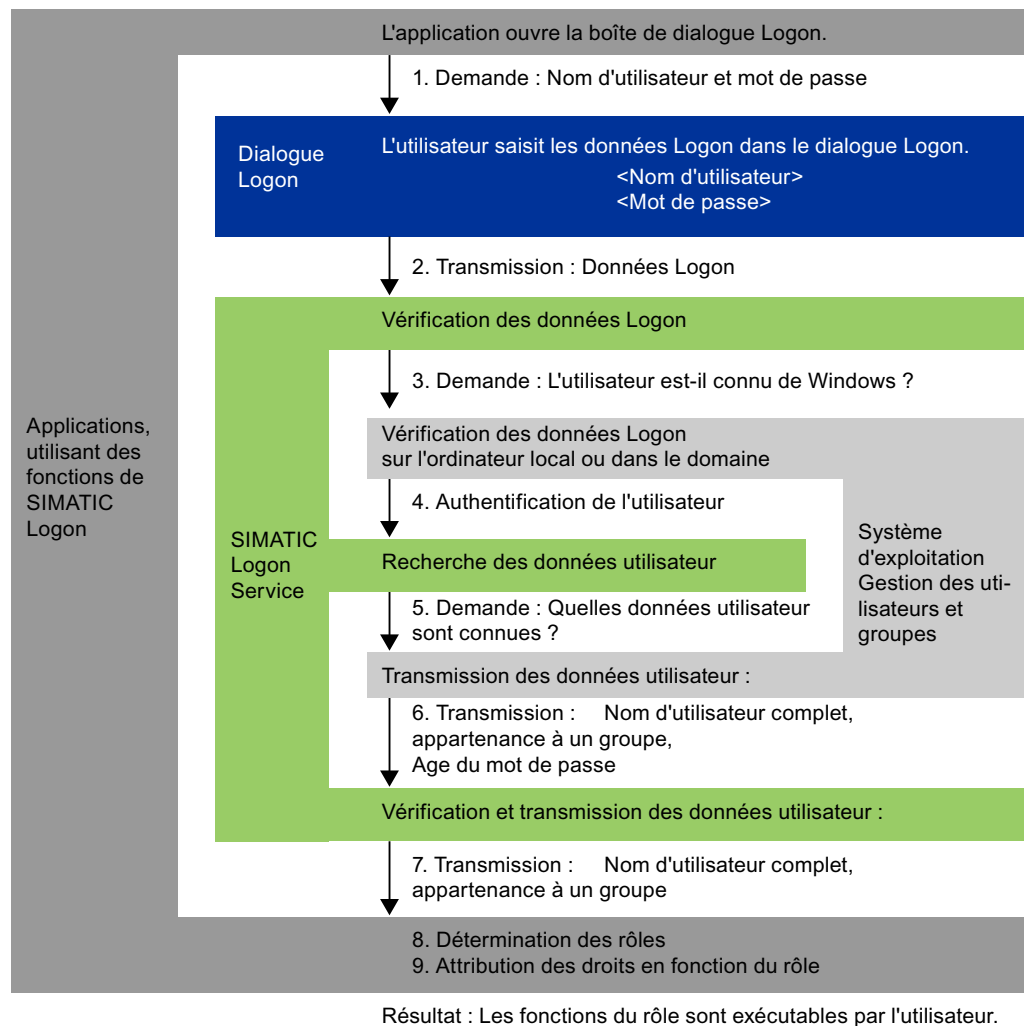 L'application ouvre la boîte de dialogue Logon.
1. Demande : Nom d'utilisateur et mot de passe
Dialogue
Logon
L'utilisateur saisit les données Logon dans le dialogue Logon.
<Nom d'utilisateur>
<Mot de passe>
2. Transmission : Données Logon
Vérification des données Logon
3. Demande : L'utilisateur est-il connu de Windows ?
Applications,
utilisant des
fonctions de
SIMATIC
Logon
Vérification des données Logon
sur l'ordinateur local ou dans le domaine
4. Authentification de l'utilisateur
SIMATIC
Logon
Service
Recherche des données utilisateur
Système
d'exploitation
Gestion des uti-
lisateurs et
groupes
5. Demande : Quelles données utilisateur
sont connues ?
Transmission des données utilisateur :
6. Transmission : Nom d'utilisateur complet,
appartenance à un groupe,
Age du mot de passe
Vérification et transmission des données utilisateur :
7. Transmission : Nom d'utilisateur complet,
appartenance à un groupe
8. Détermination des rôles
9. Attribution des droits en fonction du rôle
Résultat : Les fonctions du rôle sont exécutables par l'utilisateur.